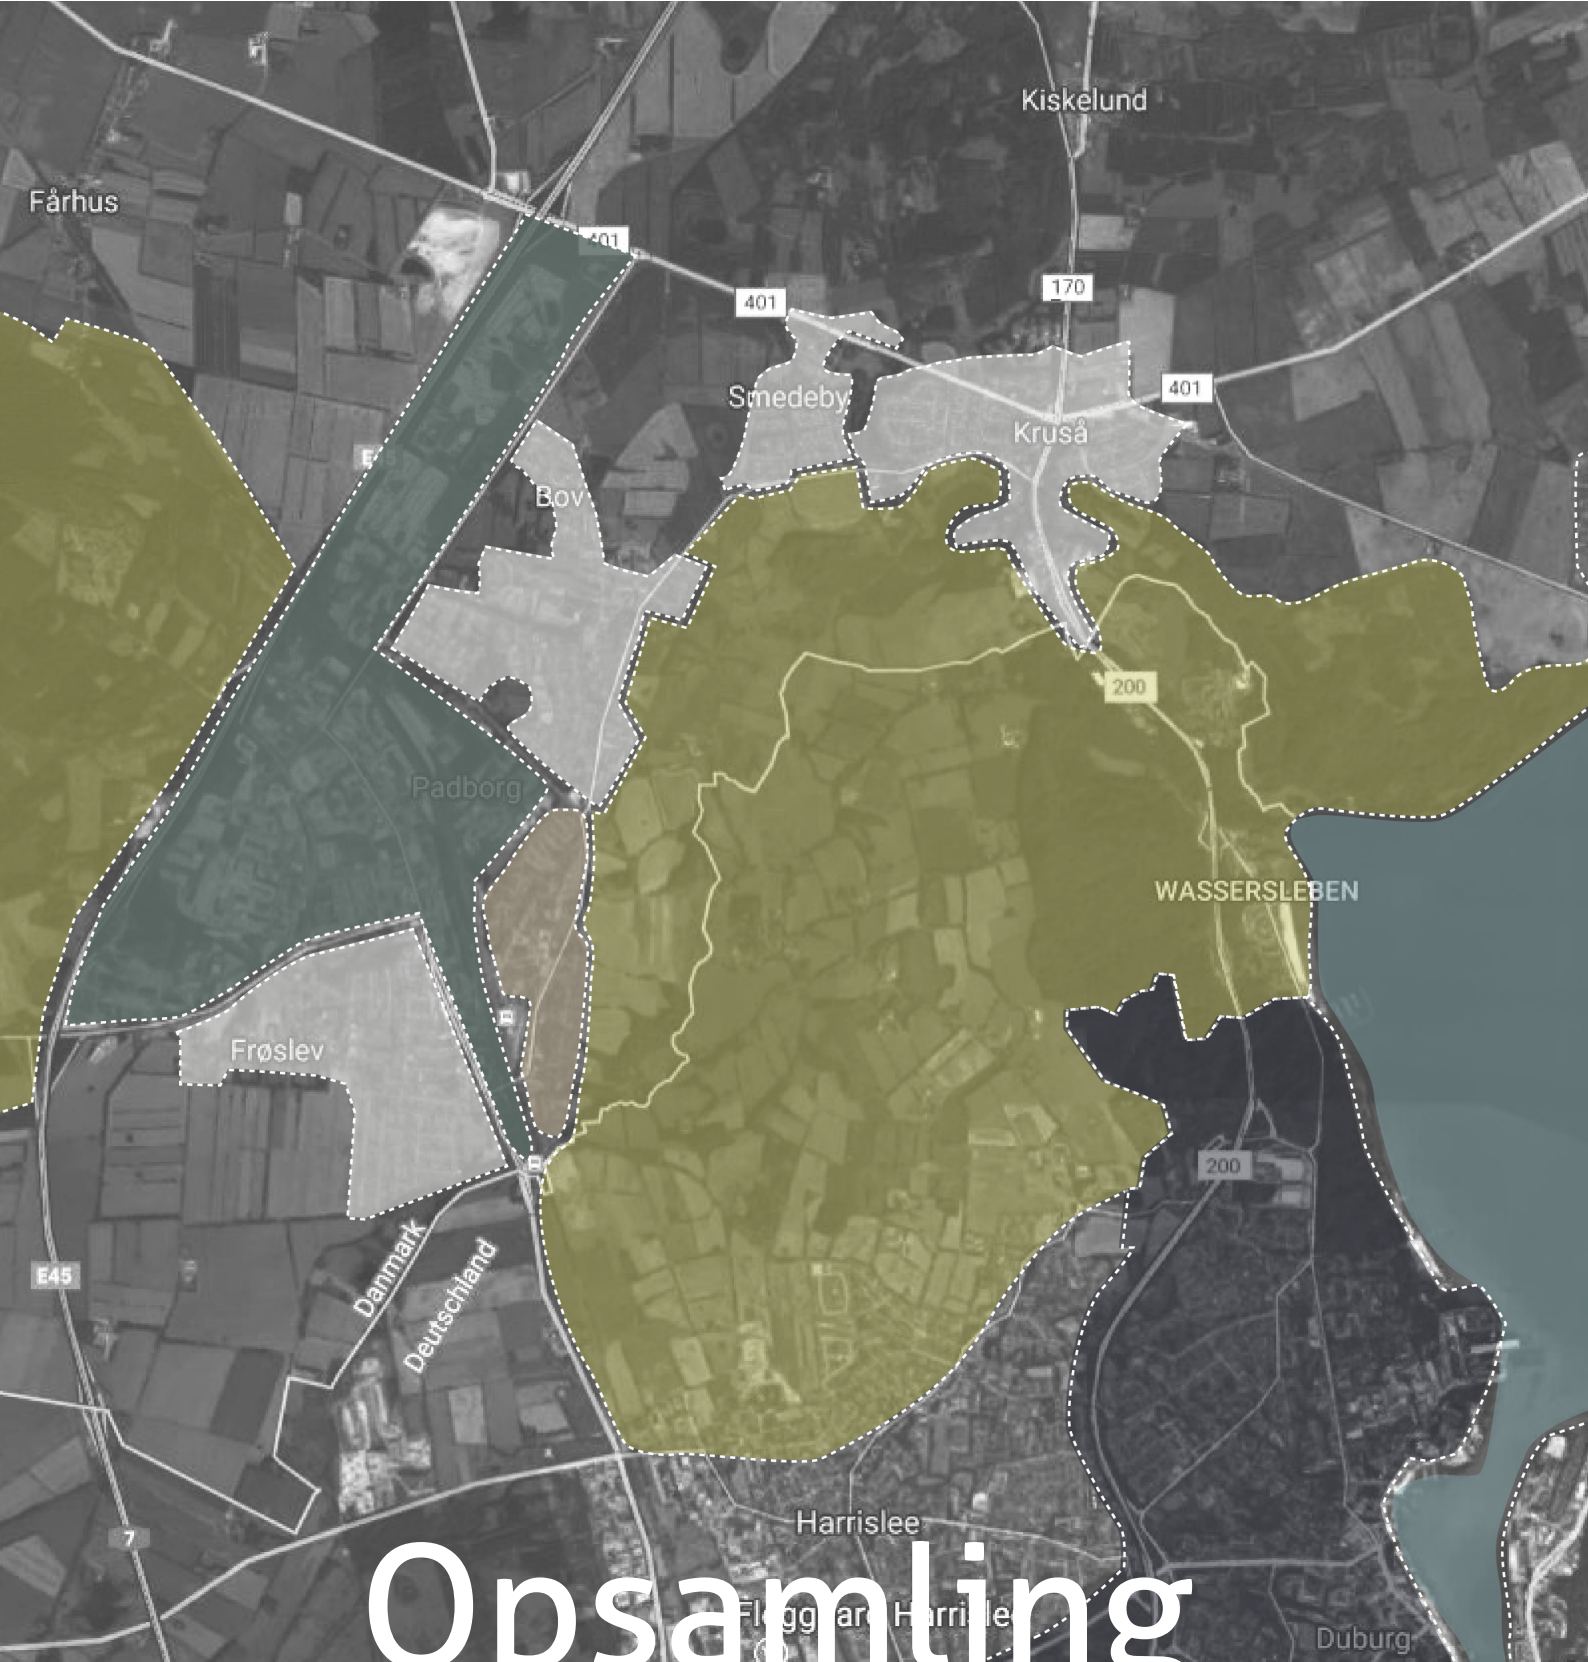 Kiskelund
Fårhus
401
170
401
401
Smedeby
Kruså
Bov
200
Padborg
WASSERSLEBEN
Frøslev
200
Danmark
E45
Deutschland
7
Harrislee
Opsamling
Harrislee
Duburg